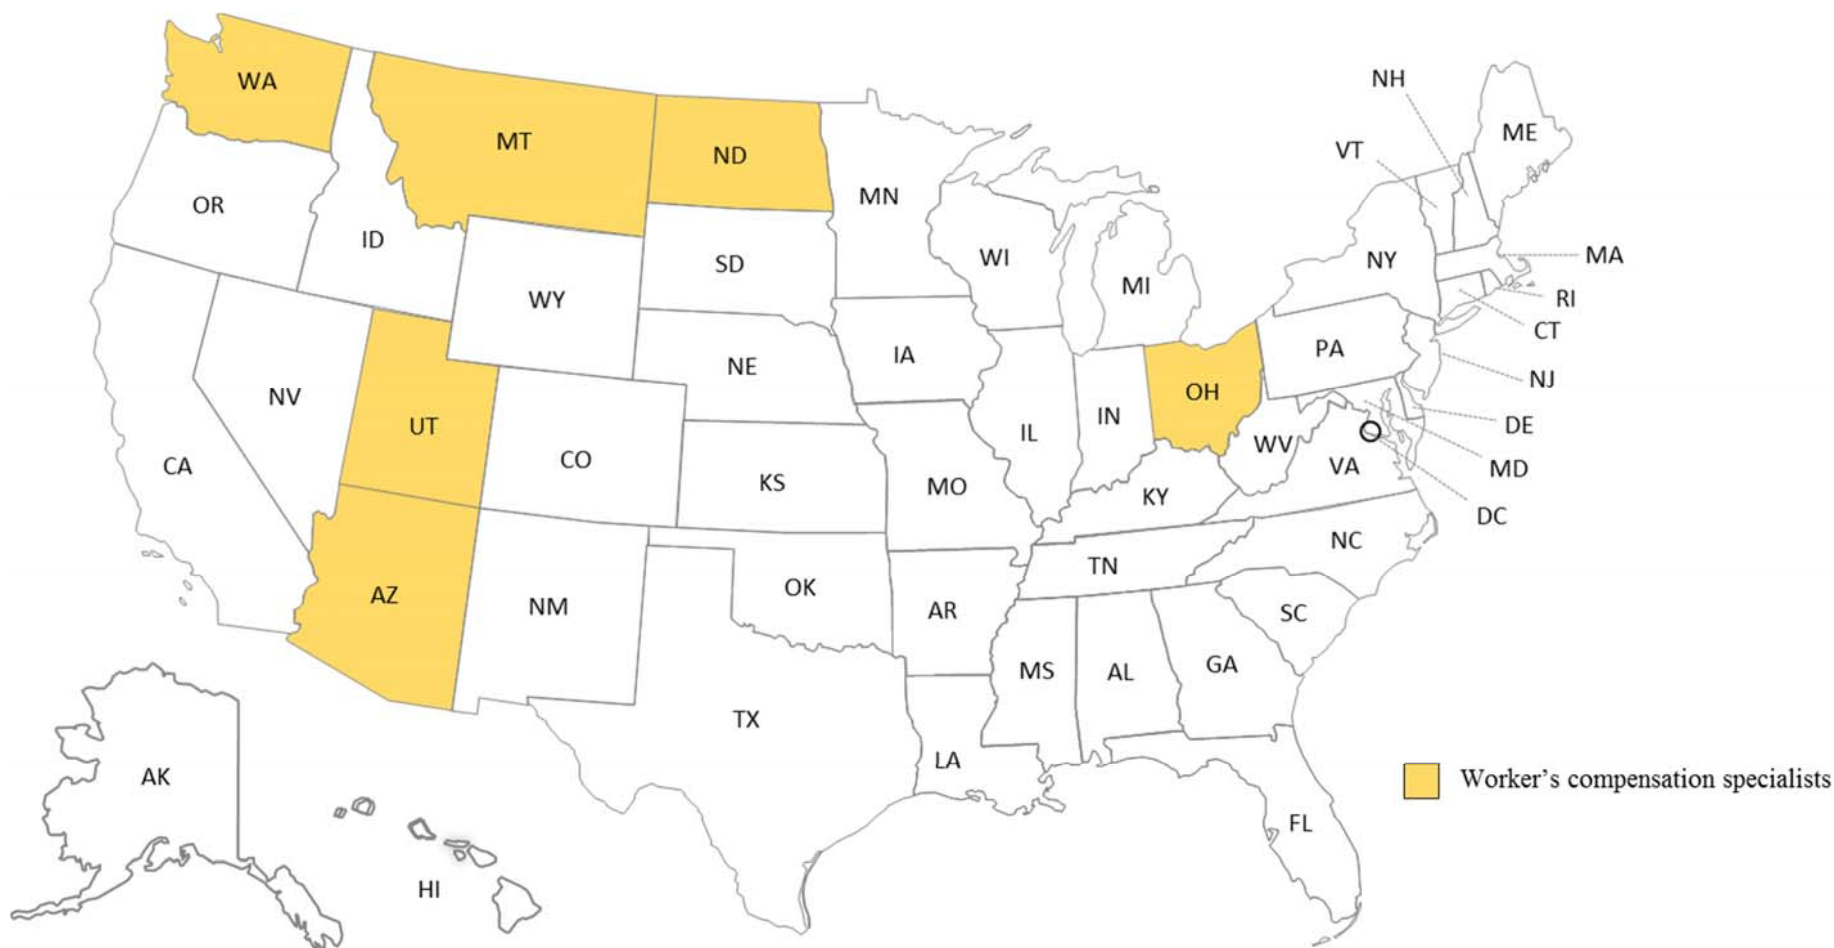 WA
MT
ND
NH
ME
VT
OR
MN
ID
SD
WI
NY
MA
MI
WY
RI
CT
IA
PA
NE
NJ
NV
OH
UT
IN
DE
IL
WV
CO
CA
VA
MD
KS
MO
KY
DC
NC
TN
OK
AZ
NM
AR
SC
GA
MS
AL
TX
LA
AK
Worker's compensation specialists
FL
HI